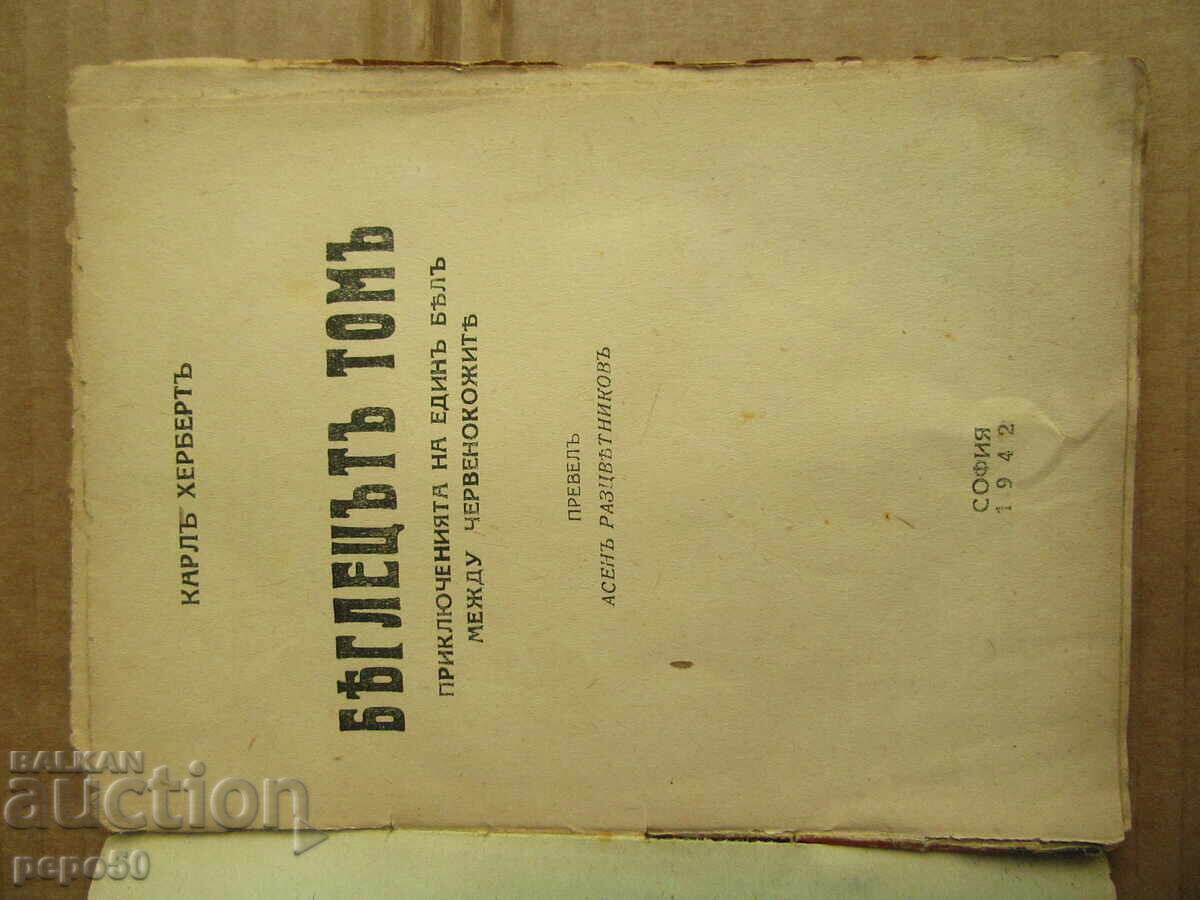 КАРЛЪ ХЕРБЕРТЪ
БѢГЛЕЦЪТЪ ТОМЪ
ПРИКЛЮЧЕНИЯТА НА ЕДИНЪ БѢЛЪ
МЕЖДУ ЧЕРВЕНОКОЖИТѢ
ПРЕВЕЛЪ
АСЕНЪ РАЗЦВѢТНИКОВЪ
СОФИЯ
1942
BALKAN
auction
pepo50